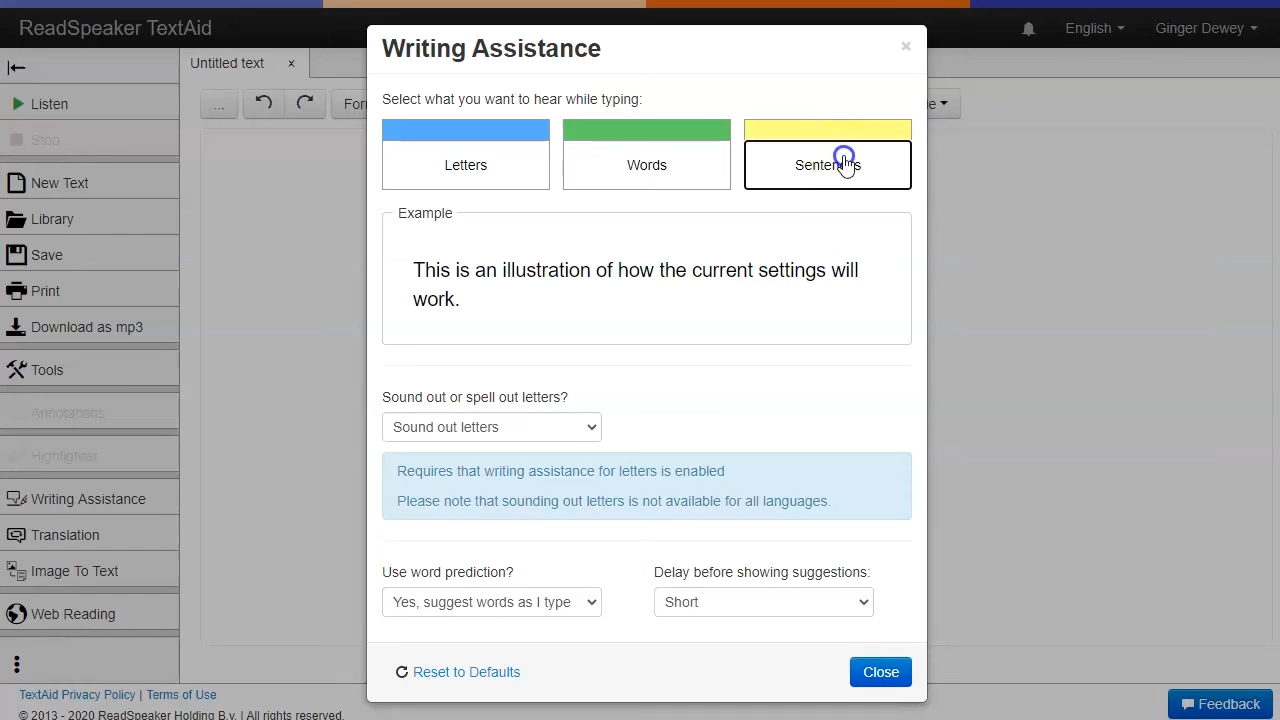 ReadSpeaker TextAid
English
Ginger Dewey
Untitled text ×
Listen
Stop
New Text
Library
Save
Print
Download as mp3
Tools
Annotations
Highlighter
Writing Assistance
Translation
Image To Text
Web Reading
...
Writing Assistance
×
Select what you want to hear while typing:
Letters
Words
Sentences
Example
This is an illustration of how the current settings will
work.
Sound out or spell out letters?
Sound out letters
Requires that writing assistance for letters is enabled
Please note that sounding out letters is not available for all languages.
Use word prediction?
Delay before showing suggestions:
Yes, suggest words as I type
Short
Reset to Defaults
Close
TextAid Privacy Policy | Terms of Use
© 2013 - 2020 ReadSpeaker Holding B.V. | All rights reserved.
Feedback